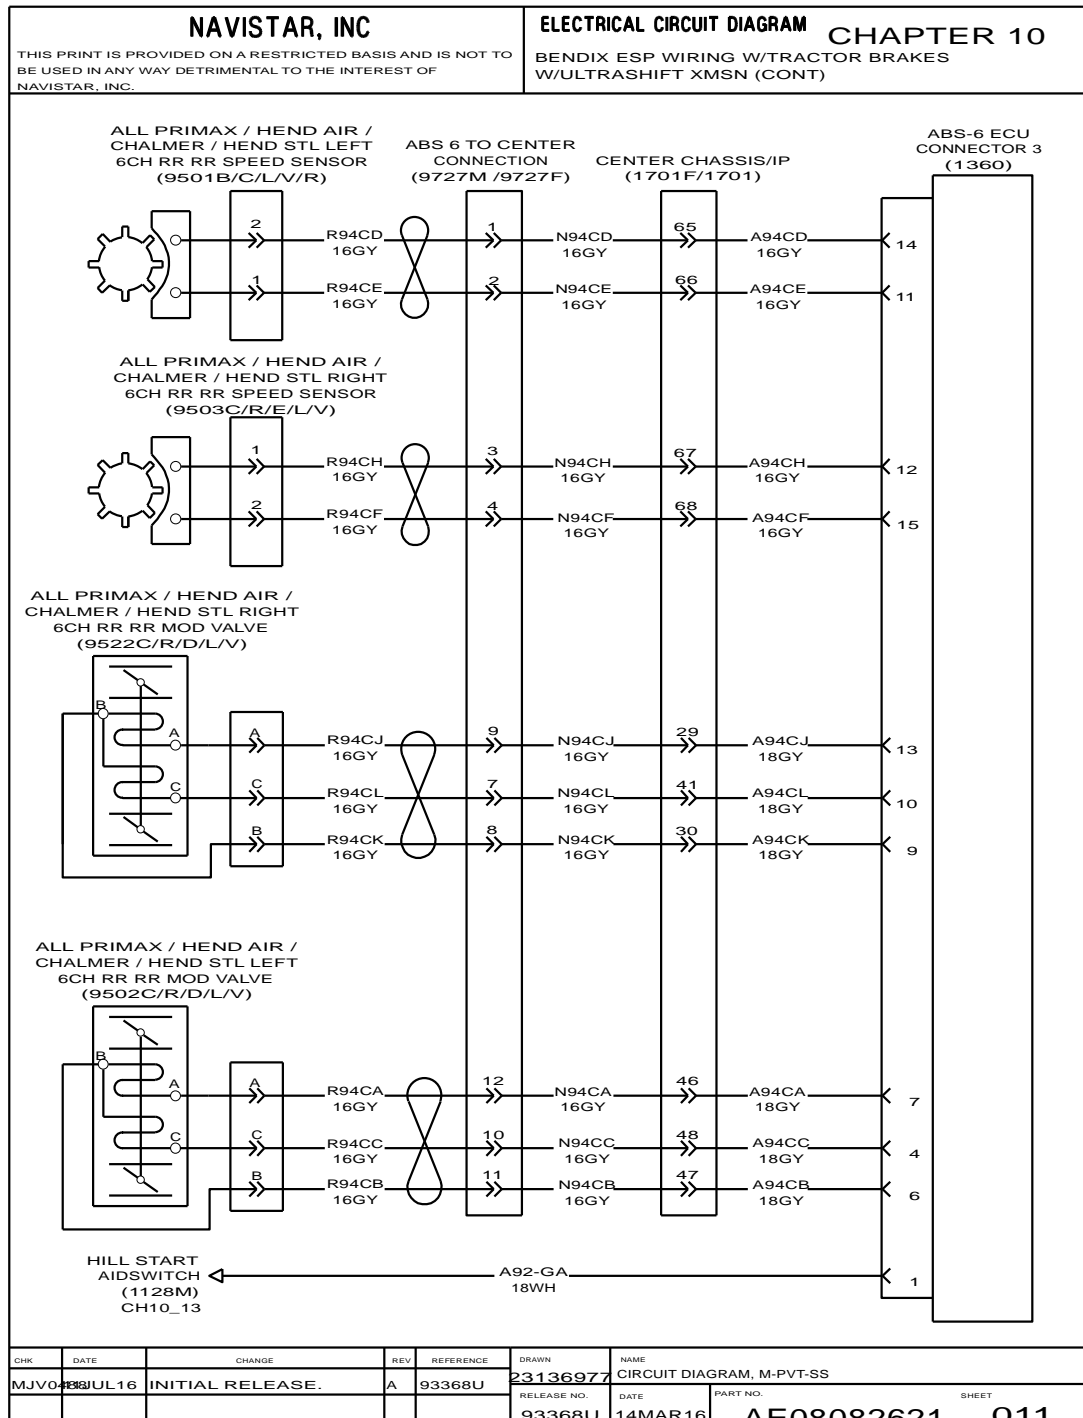 NAVISTAR, INC
THIS PRINT IS PROVIDED ON A RESTRICTED BASIS AND IS NOT TO
BE USED IN ANY WAY DETRIMENTAL TO THE INTEREST OF
NAVISTAR, INC.
ELECTRICAL CIRCUIT DIAGRAM
CHAPTER 10
BENDIX ESP WIRING W/TRACTOR BRAKES
W/ULTRASHIFT XMSN (CONT)
ALL PRIMAX / HEND AIR /
CHALMER / HEND STL LEFT
6CH RR RR SPEED SENSOR
(9501B/C/L/V/R)
ABS 6 TO CENTER
CONNECTION
(9727M /9727F)
CENTER CHASSIS/IP
(1701F/1701)
ABS-6 ECU
CONNECTOR 3
(1360)
2 R94CD 1 N94CD 65 A94CD 14
16GY 16GY 16GY
1 R94CE 2 N94CE 66 A94CE 11
16GY 16GY 16GY
ALL PRIMAX / HEND AIR /
CHALMER / HEND STL RIGHT
6CH RR RR SPEED SENSOR
(9503C/R/E/L/V)
1 R94CH 3 N94CH 67 A94CH 12
16GY 16GY 16GY
2 R94CF 4 N94CF 68 A94CF 15
16GY 16GY 16GY
ALL PRIMAX / HEND AIR /
CHALMER / HEND STL RIGHT
6CH RR RR MOD VALVE
(9522C/R/D/L/V)
B
A A R94CJ 9 N94CJ 29 A94CJ 13
16GY 16GY 18GY
C C R94CL 7 N94CL 41 A94CL 10
16GY 16GY 18GY
B R94CK 8 N94CK 30 A94CK 9
16GY 16GY 18GY
ALL PRIMAX / HEND AIR /
CHALMER / HEND STL LEFT
6CH RR RR MOD VALVE
(9502C/R/D/L/V)
B
A A R94CA 12 N94CA 46 A94CA 7
16GY 16GY 18GY
C C R94CC 10 N94CC 48 A94CC 4
16GY 16GY 18GY
B R94CB 11 N94CB 47 A94CB 6
16GY 16GY 18GY
HILL START
AIDSWITCH
(1128M)
CH10_13
A92-GA 1
18WH
CHK DATE CHANGE REV REFERENCE
JUL16 INITIAL RELEASE. A 93368U
DRAWN
23136977
NAME
CIRCUIT DIAGRAM, M-PVT-SS
RELEASE NO. DATE PART NO. SHEET
93368U 14MAR16 AE08082621 011